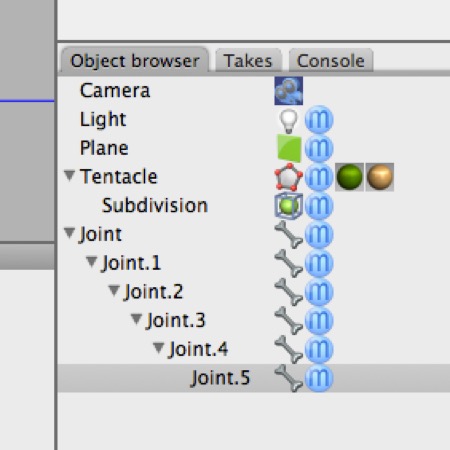 Object browser Takes Console
Camera
Light m
Plane m
Tentacle m
Subdivision m
Joint m
Joint.1 m
Joint.2 m
Joint.3 m
Joint.4 m
Joint.5 m